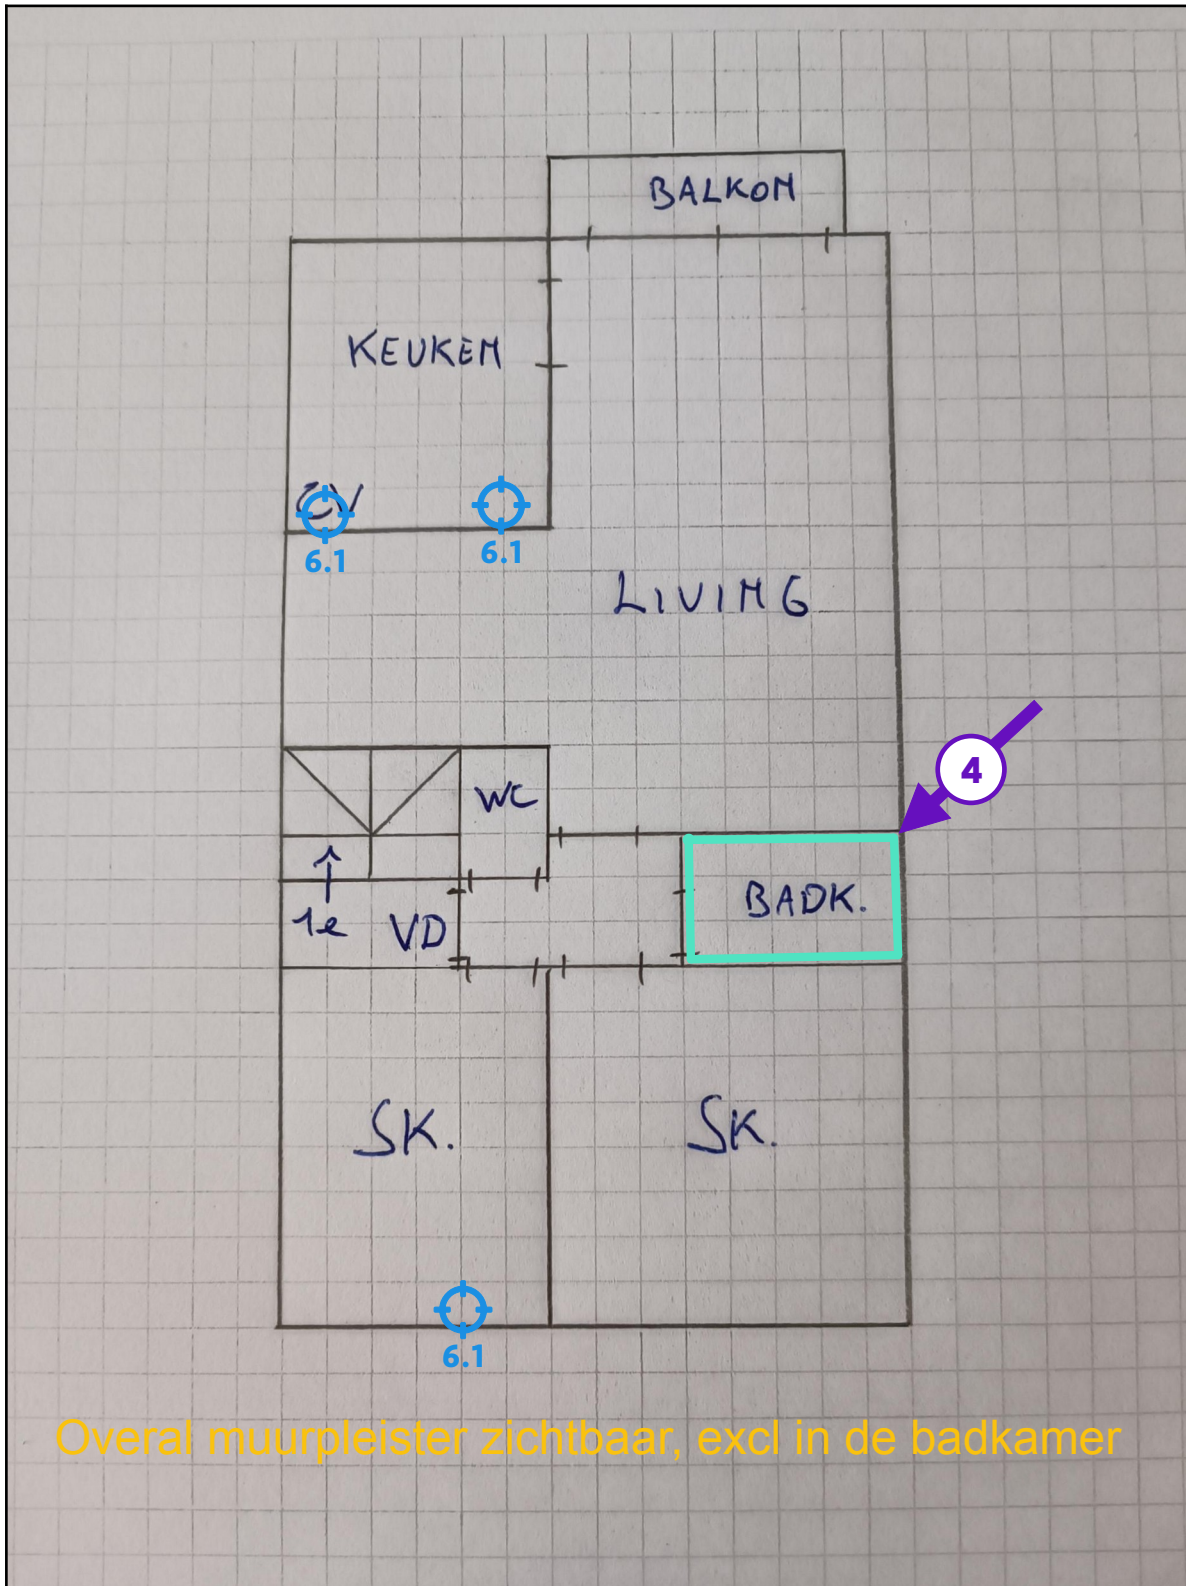 BALKON
KEUKEN
CV
6.1
6.1
LIVING
4
WC
BADK.
1e
VD
SK.
SK.
6.1
Overal muurpleister zichtbaar, excl in de badkamer